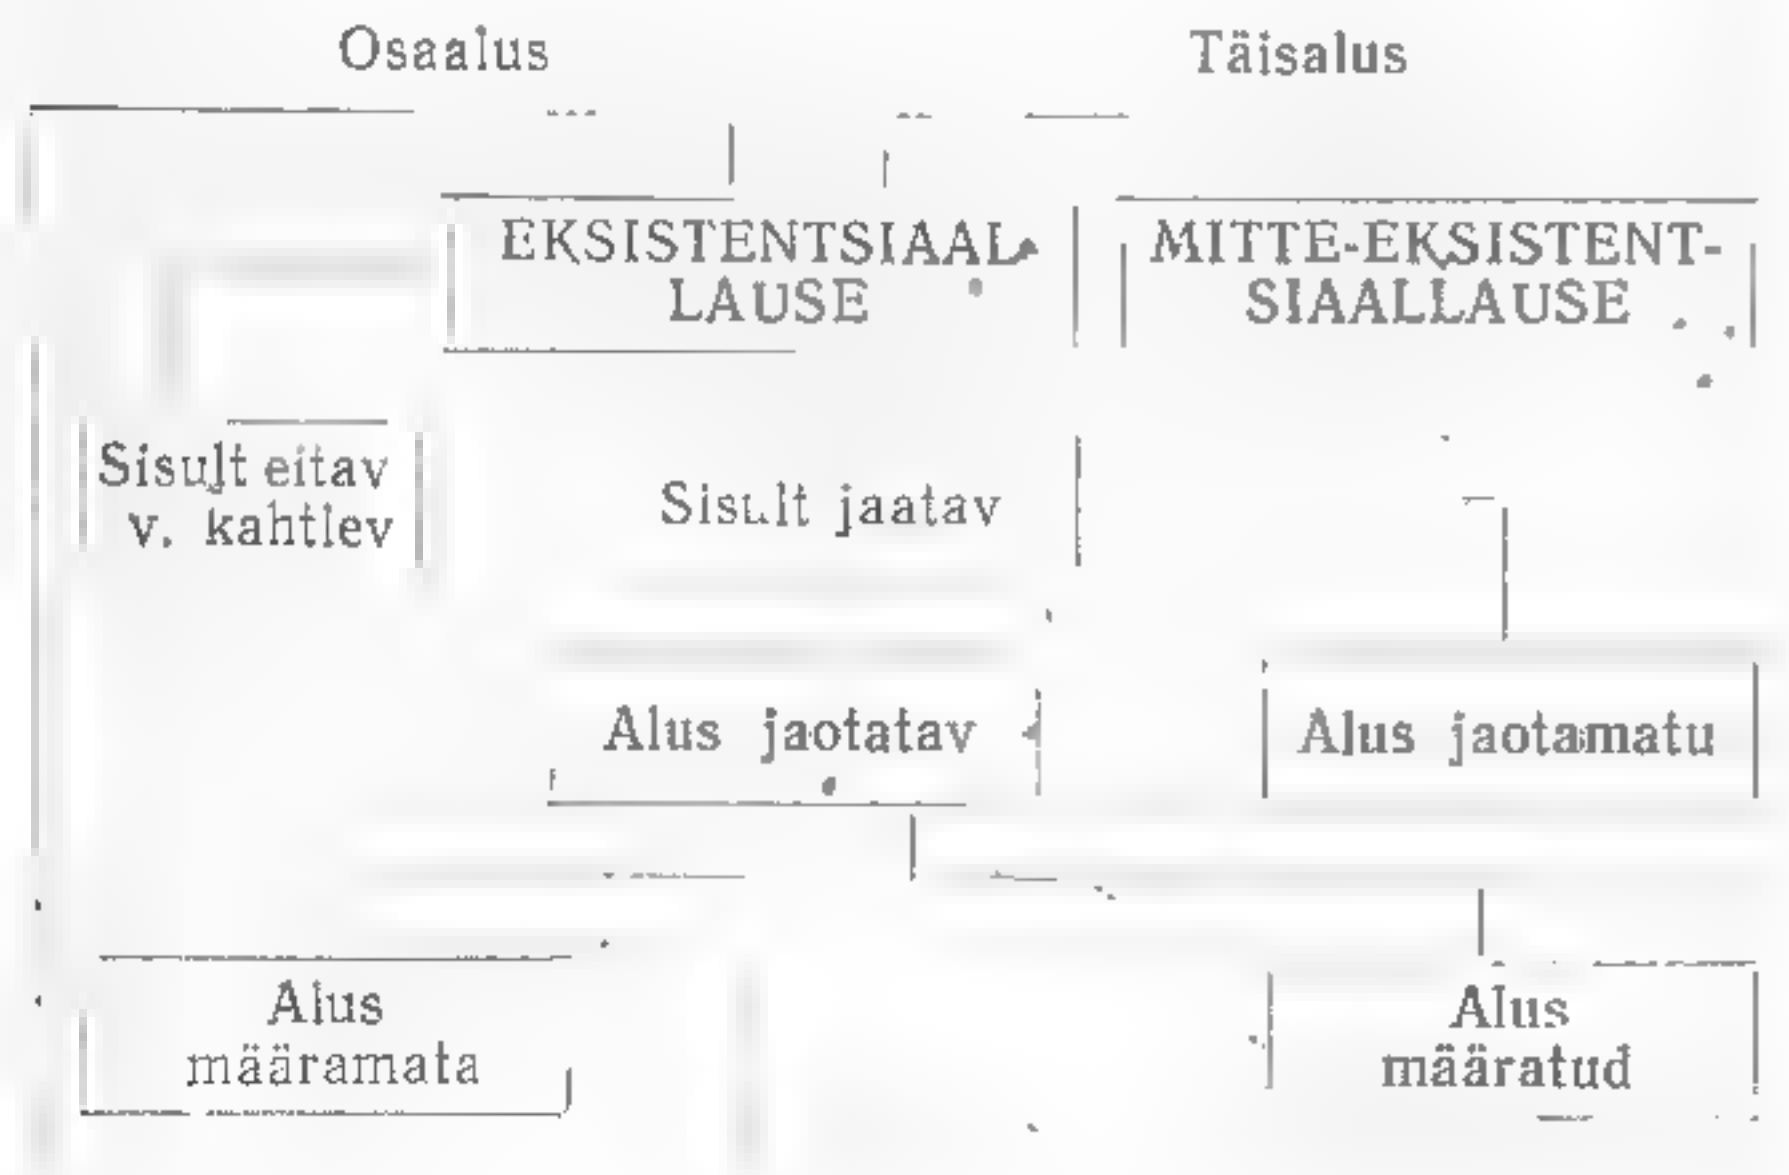 Osaalus
Täisalus
EKSISTENTSIAAL-
LAUSE
MITTE-EKSISTENT-
SIAALLAUSE
Sisult eitav
v. kahtlev
Sisult jaatav
Alus jaotatav
Alus jaotamatu
Alus
määramata
Alus
määratud